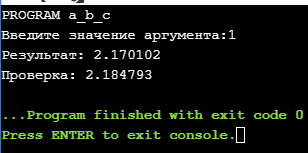 PROGRAM a_b_c
Введите значение аргумента:1
Результат: 2.170102
Проверка: 2.184793
...Program finished with exit code 0
Press ENTER to exit console.